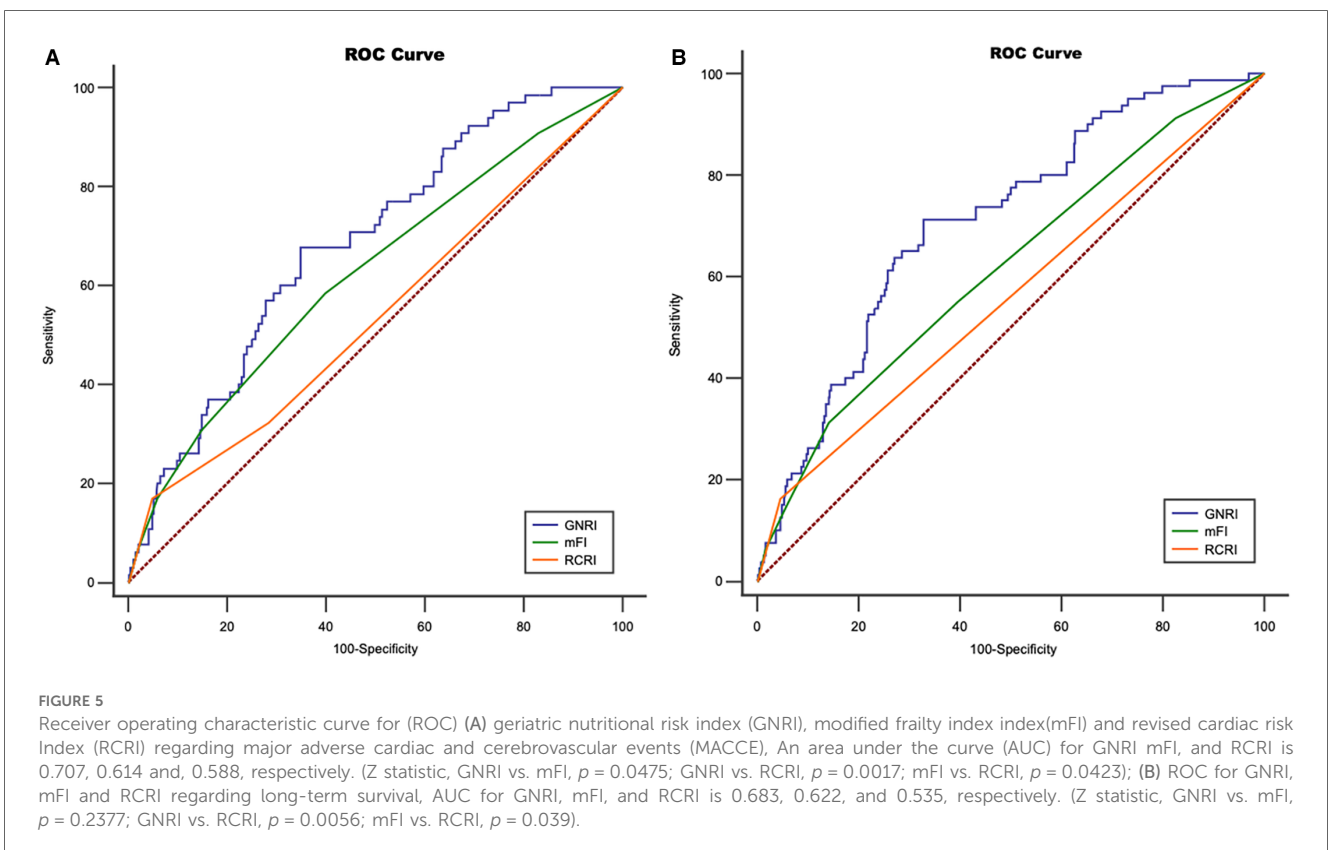 A
ROC Curve
100
80
60
40
20
0
Sensitivity
0 20 40 60 80 100
100-Specificity
GNRI
mFI
RCRI
B
ROC Curve
100
80
60
40
20
0
Sensitivity
0 20 40 60 80 100
100-Specificity
GNRI
mFI
RCRI
FIGURE 5
Receiver operating characteristic curve for (ROC) (A) geriatric nutritional risk index (GNRI), modified frailty index index(mFI) and revised cardiac risk
Index (RCRI) regarding major adverse cardiac and cerebrovascular events (MACCE), An area under the curve (AUC) for GNRI mFI, and RCRI is
0.707, 0.614 and, 0.588, respectively. (Z statistic, GNRI vs. mFI, p = 0.0475; GNRI vs. RCRI, p = 0.0017; mFI vs. RCRI, p = 0.0423); (B) ROC for GNRI,
mFI and RCRI regarding long-term survival, AUC for GNRI, mFI, and RCRI is 0.683, 0.622, and 0.535, respectively. (Z statistic, GNRI vs. mFI,
p = 0.2377; GNRI vs. RCRI, p = 0.0056; mFI vs. RCRI, p = 0.039).